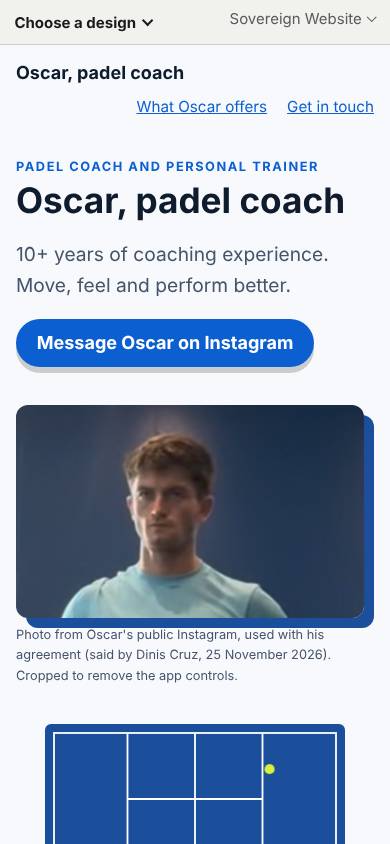 Choose a design
Sovereign Website
Oscar, padel coach
What Oscar offers Get in touch
PADEL COACH AND PERSONAL TRAINER
Oscar, padel coach
10+ years of coaching experience.
Move, feel and perform better.
Message Oscar on Instagram
Photo from Oscar's public Instagram, used with his
agreement (said by Dinis Cruz, 25 November 2026).
Cropped to remove the app controls.